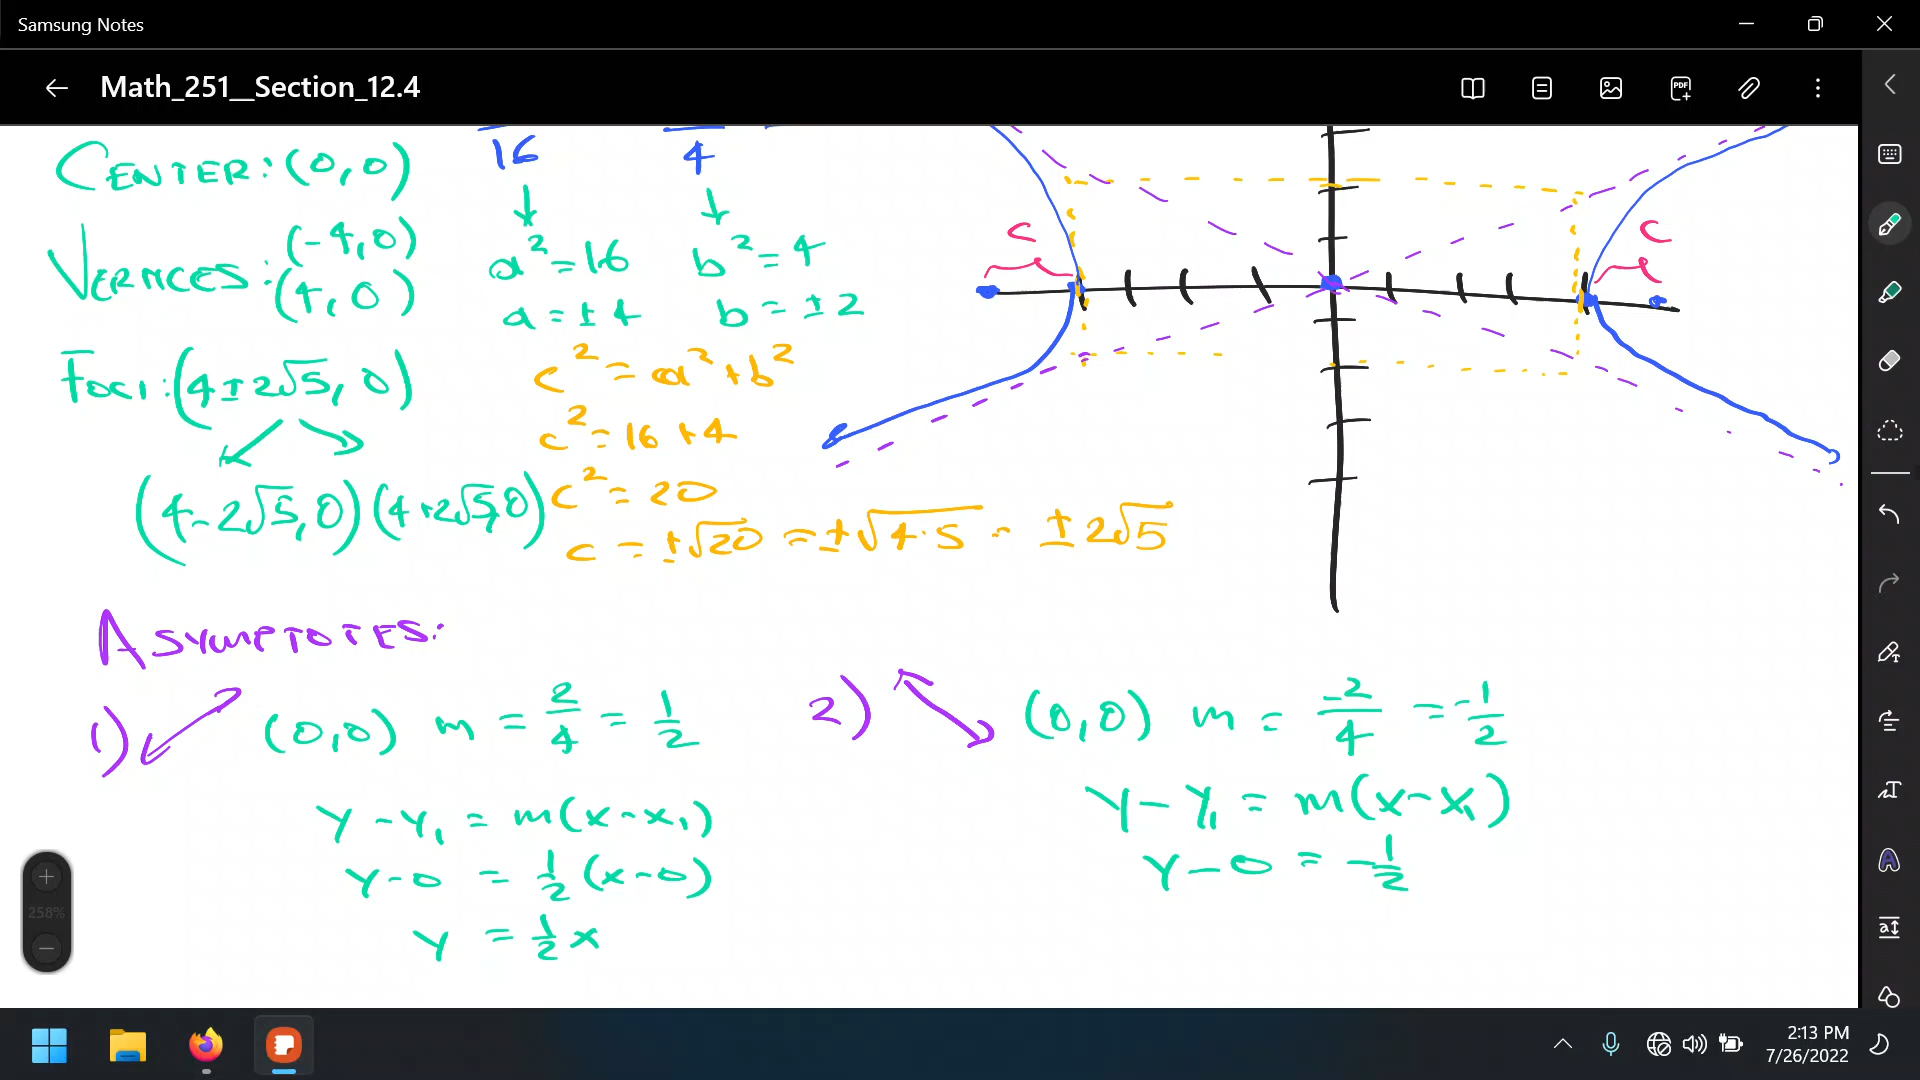 Samsung Notes
Math_251__Section_12.4
CENTER: (0,0)
16
4
VERTICES: (-4,0)
(4,0)
a² = 16
b² = 4
a = ±4
b = ±2
FOCI: (4±2√5, 0)
(4-2√5,0) (4+2√5,0)
c² = a² + b²
c² = 16 + 4
c² = 20
c = ±√20 = ±√4·5 = ±2√5
c
c
ASYMPTOTES:
1) (0,0) m = 2/4 = 1/2
y - y₁ = m(x - x₁)
y - 0 = 1/2 (x - 0)
y = 1/2 x
2) (0,0) m = -2/4 = -1/2
y - y₁ = m(x - x₁)
y - 0 = -1/2
258%
2:13 PM
7/26/2022